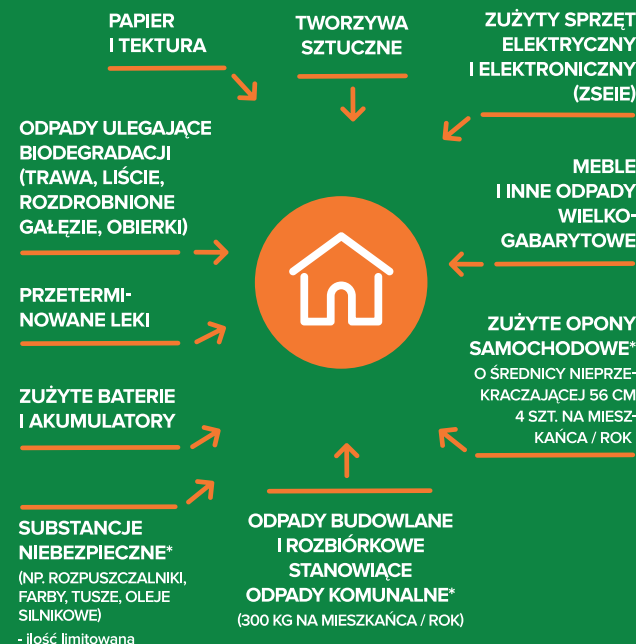 PAPIER
I TEKTURA
TWORZYWA
SZTUCZNE
ZUŻYTY SPRZĘT
ELEKTRYCZNY
I ELEKTRONICZNY
(ZSEIE)
ODPADY ULEGAJĄCE
BIODEGRADACJI
(TRAWA, LIŚCIE,
ROZDROBNIONE
GAŁĘZIE, OBIERKI)
MEBLE
I INNE ODPADY
WIELKO-
GABARYTOWE
PRZETERMI-
NOWANE LEKI
ZUŻYTE OPONY
SAMOCHODOWE*
O ŚREDNICY NIEPRZE-
KRACZAJĄCEJ 56 CM
4 SZT. NA MIESZ-
KAŃCA / ROK
ZUŻYTE BATERIE
I AKUMULATORY
SUBSTANCJE
NIEBEZPIECZNE*
(NP. ROZPUSZCZALNIKI,
FARBY, TUSZE, OLEJE
SILNIKOWE)
- ilość limitowana
ODPADY BUDOWLANE
I ROZBIÓRKOWE
STANOWIĄCE
ODPADY KOMUNALNE*
(300 KG NA MIESZKAŃCA / ROK)